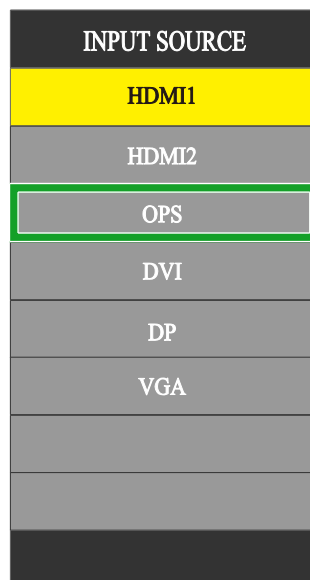 INPUT SOURCE
HDMI1
HDMI2
OPS
DVI
DP
VGA